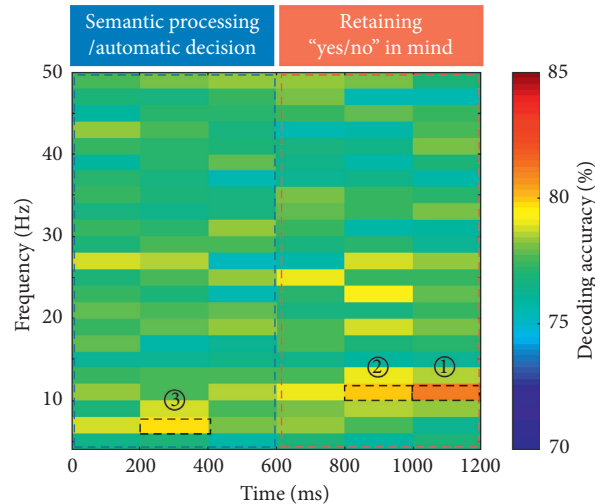 Semantic processing
/automatic decision
Retaining
“yes/no” in mind
50
40
30
20
10
Frequency (Hz)
③
②
①
0
200
400
600
800
1000
1200
Time (ms)
85
80
75
70
Decoding accuracy (%)